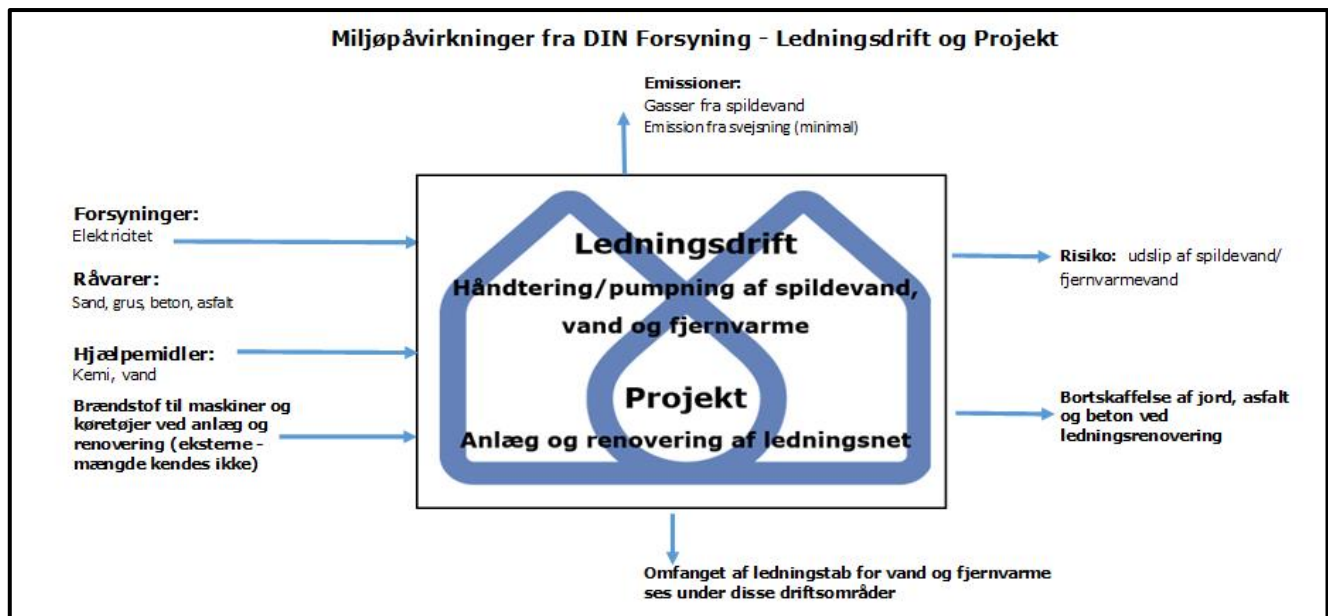 Miljøpåvirkninger fra DIN Forsyning - Ledningsdrift og Projekt
Emissioner:
Gasser fra spildevand
Emission fra svejsning (minimal)
Forsyninger:
Elektricitet
Råvarer:
Sand, grus, beton, asfalt
Hjælpemidler:
Kemi, vand
Brændstof til maskiner og
køretøjer ved anlæg og
renovering (eksterne -
mængde kendes ikke)
Ledningsdrift
Håndtering/pumpning af spildevand,
vand og fjernvarme
Projekt
Anlæg og renovering af ledningsnet
Risiko: udslip af spildevand/
fjernvarmevand
Bortskaffelse af jord, asfalt
og beton ved
ledningsrenovering
Omfanget af ledningstab for vand og fjernvarme
ses under disse driftsområder